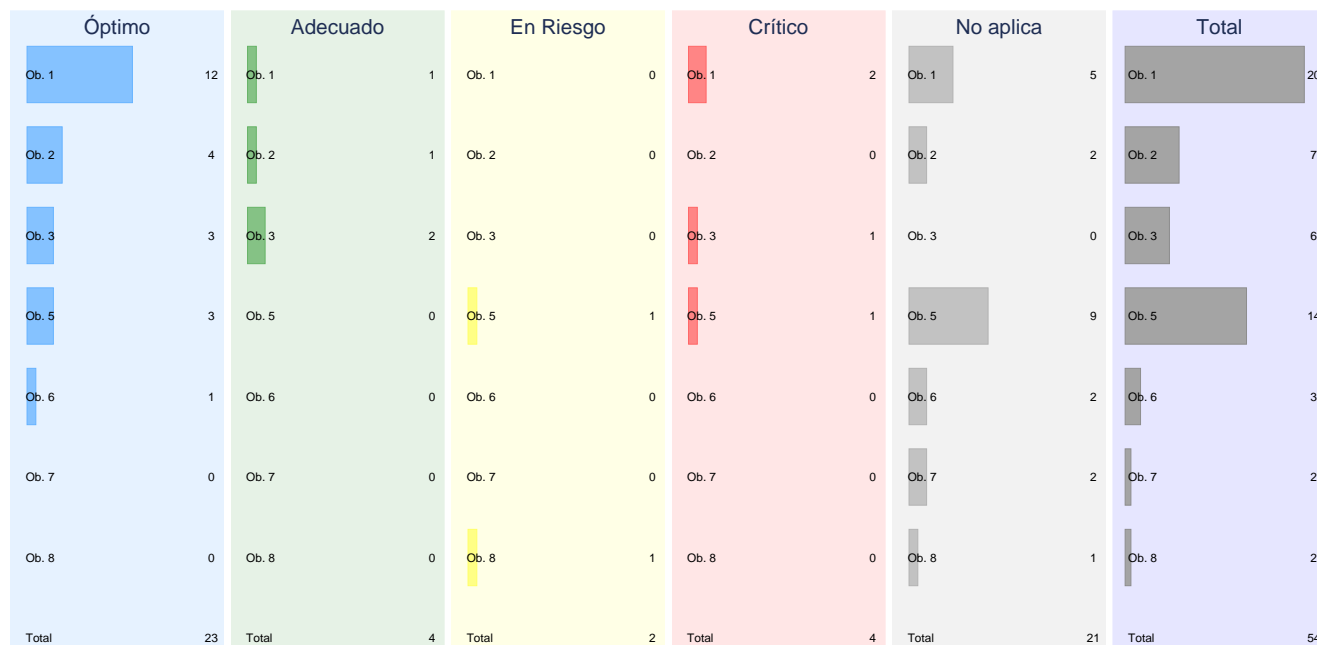 Óptimo Adecuado En Riesgo Crítico No aplica Total
Ob. 1 12 Ob. 1 1 Ob. 1 0 Ob. 1 2 Ob. 1 5 Ob. 1 20
Ob. 2 4 Ob. 2 1 Ob. 2 0 Ob. 2 0 Ob. 2 2 Ob. 2 7
Ob. 3 3 Ob. 3 2 Ob. 3 0 Ob. 3 1 Ob. 3 0 Ob. 3 6
Ob. 5 3 Ob. 5 0 Ob. 5 1 Ob. 5 1 Ob. 5 9 Ob. 5 14
Ob. 6 1 Ob. 6 0 Ob. 6 0 Ob. 6 0 Ob. 6 2 Ob. 6 3
Ob. 7 0 Ob. 7 0 Ob. 7 0 Ob. 7 0 Ob. 7 2 Ob. 7 2
Ob. 8 0 Ob. 8 0 Ob. 8 1 Ob. 8 0 Ob. 8 1 Ob. 8 2
Total 23 Total 4 Total 2 Total 4 Total 21 Total 54